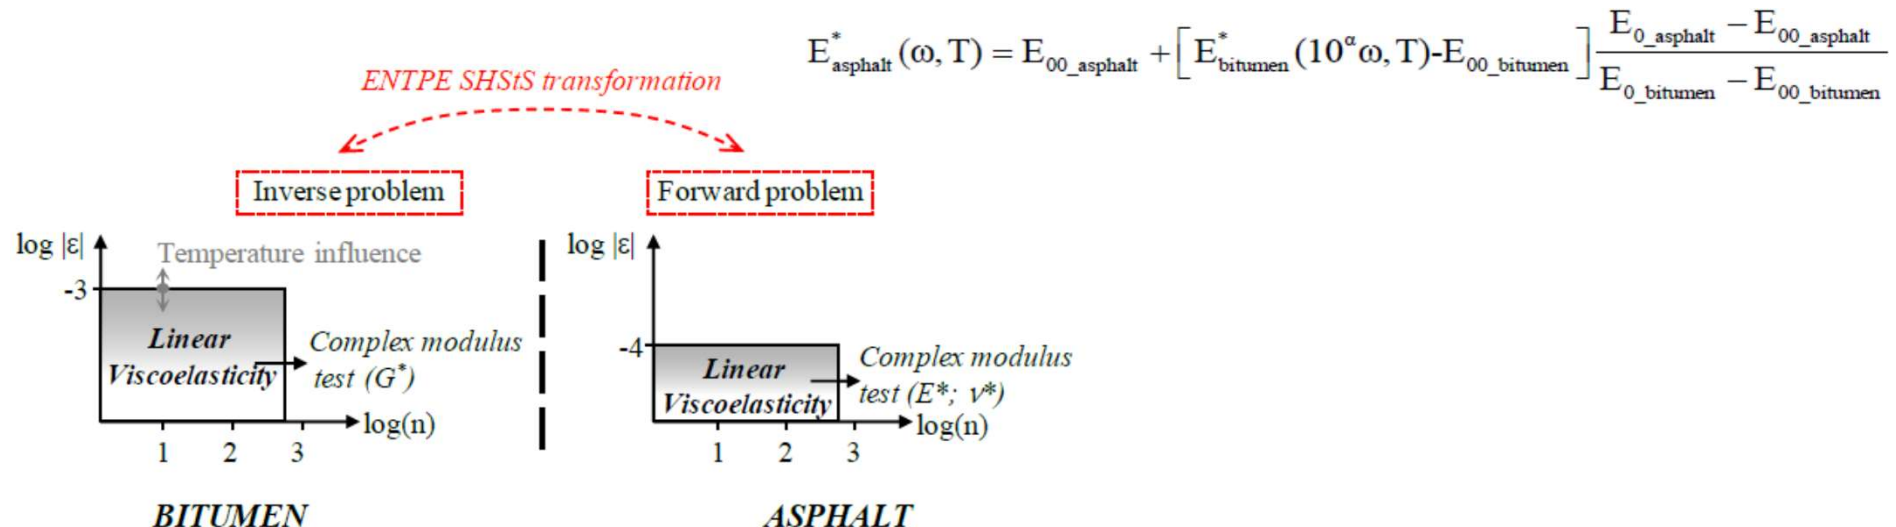 E*asphalt(ω, T) = E00_asphalt + [E*bitumen(10^αω, T)-E00_bitumen] (E0_asphalt − E00_asphalt) / (E0_bitumen − E00_bitumen)
ENTPE SHStS transformation
Inverse problem
Forward problem
log |ε|
Temperature influence
-3
Linear
Viscoelasticity
Complex modulus
test (G*)
log(n)
1 2 3
BITUMEN
log |ε|
-4
Linear
Viscoelasticity
Complex modulus
test (E*; ν*)
log(n)
1 2 3
ASPHALT